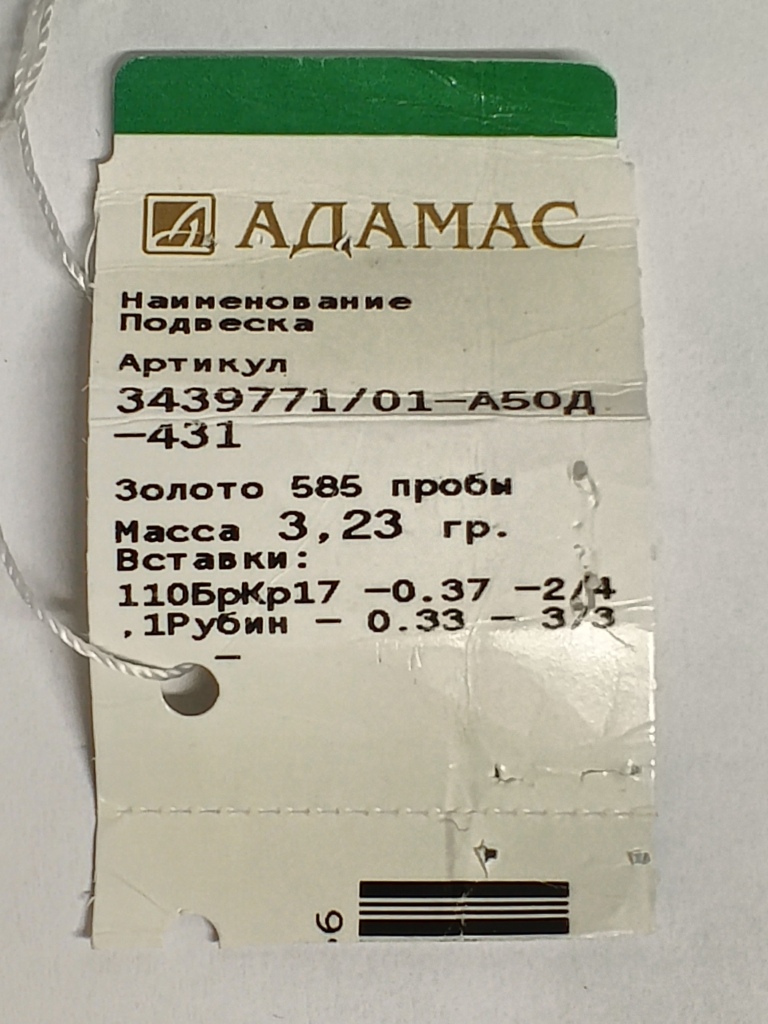 АДАМАС
Наименование
Подвеска
Артикул
3439771/01-А50Д
-431
Золото 585 пробы
Масса 3,23 гр.
Вставки:
110БрКр17 -0.37 -2/4
,1Рубин - 0.33 - 3/3
-